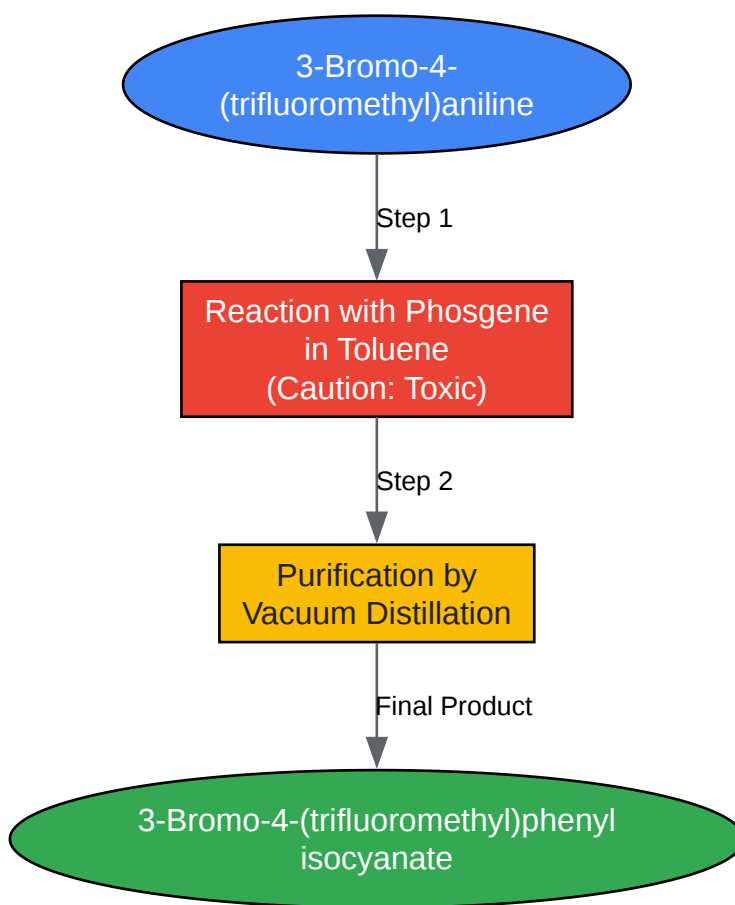 3-Bromo-4-
(trifluoromethyl)aniline
Step 1
Reaction with Phosgene
in Toluene
(Caution: Toxic)
Step 2
Purification by
Vacuum Distillation
Final Product
3-Bromo-4-(trifluoromethyl)phenyl
isocyanate